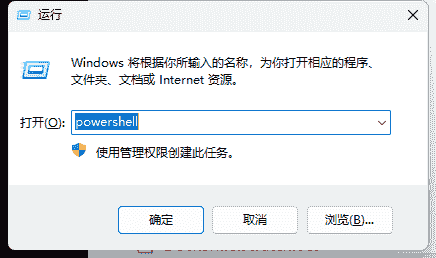 运行
Windows 将根据你所输入的名称，为你打开相应的程序、
文件夹、文档或 Internet 资源。
打开(O): powershell
使用管理权限创建此任务。
确定 取消 浏览(B)...